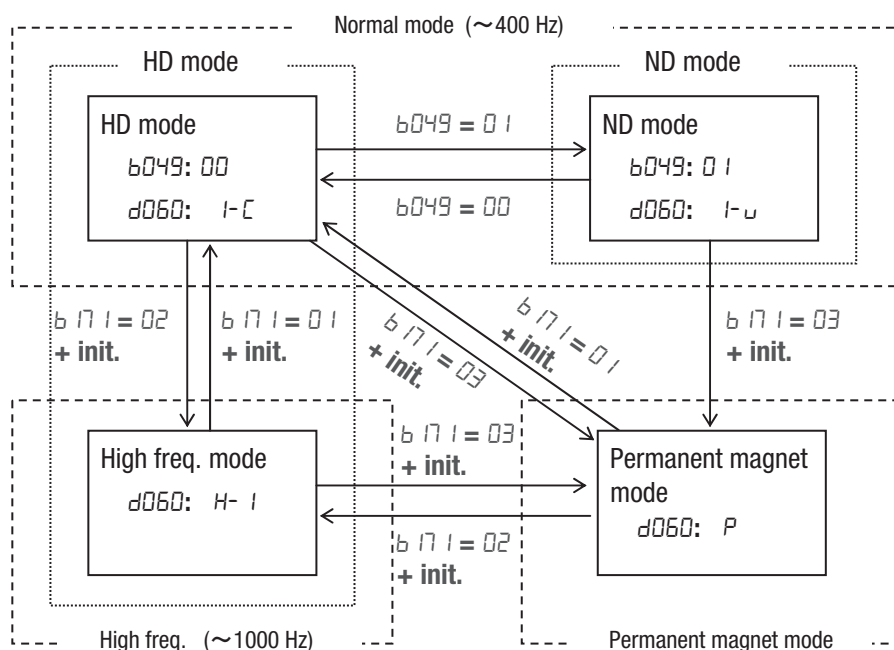 Normal mode (～400 Hz)
HD mode
ND mode
HD mode
b049: 00
d060: 1-C
b049 = 01
b049 = 00
ND mode
b049: 01
d060: 1-u
b171 = 02
+ init.
b171 = 01
+ init.
b171 = 03
+ init.
b171 = 01
+ init.
b171 = 03
+ init.
High freq. mode
d060: H-1
b171 = 03
+ init.
b171 = 02
+ init.
Permanent magnet
mode
d060: P
High freq. (～1000 Hz)
Permanent magnet mode